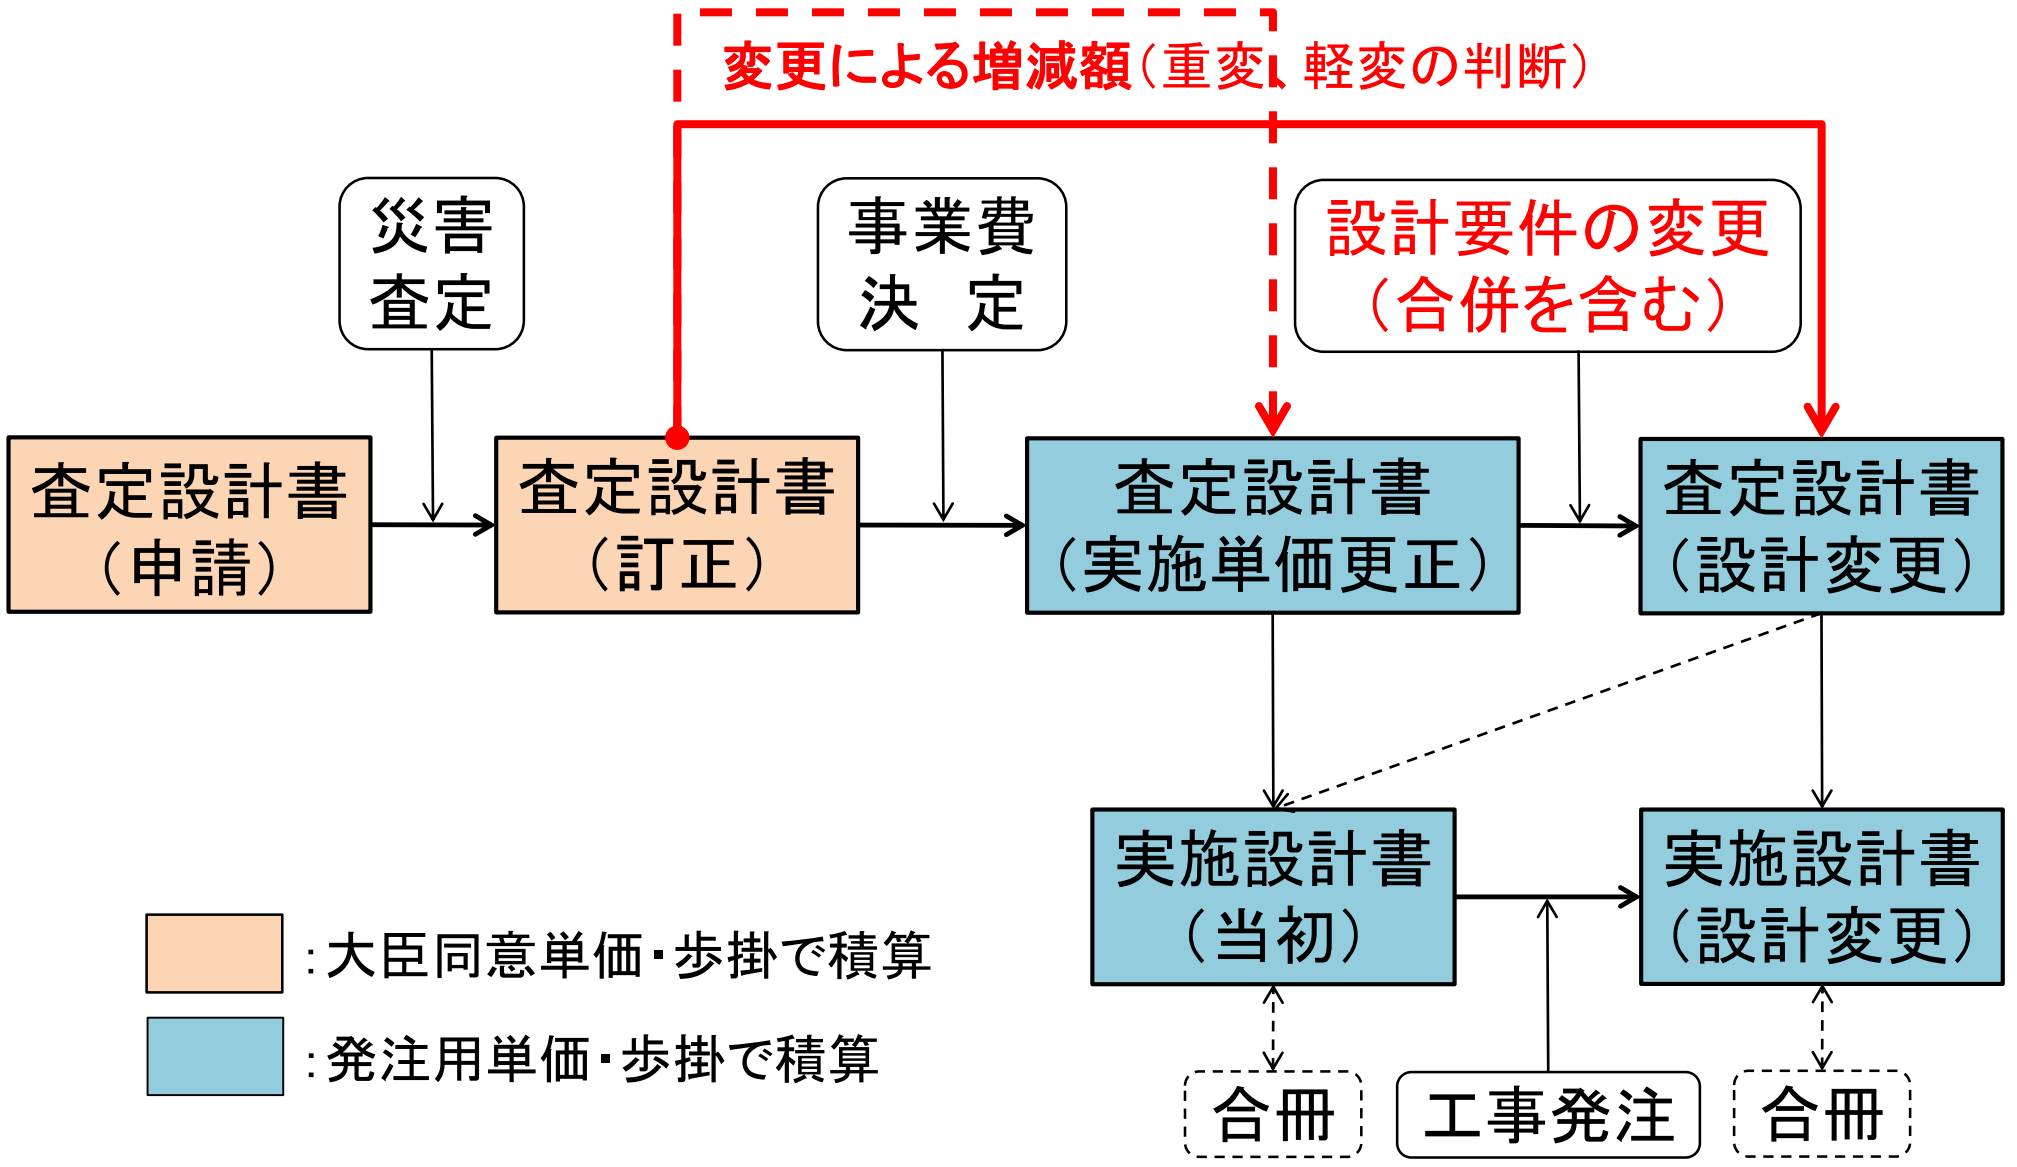 変更による増減額（重変、軽変の判断）
災害
査定
事業費
決　定
設計要件の変更
（合併を含む）
査定設計書
（申請）
査定設計書
（訂正）
査定設計書
（実施単価更正）
査定設計書
（設計変更）
実施設計書
（当初）
実施設計書
（設計変更）
：大臣同意単価・歩掛で積算
：発注用単価・歩掛で積算
合冊
工事発注
合冊